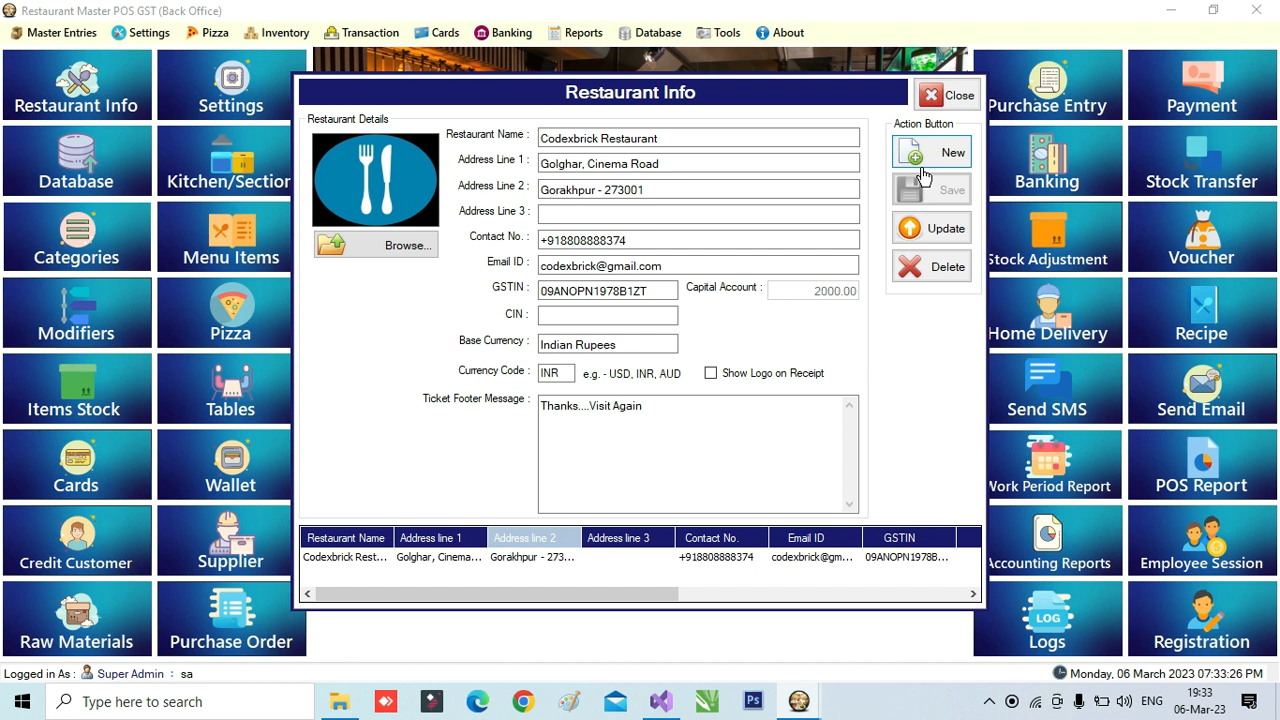 Restaurant Master POS GST (Back Office)
Master Entries Settings Pizza Inventory Transaction Cards Banking Reports Database Tools About
Restaurant Info
Settings
Database
Kitchen/Section
Categories
Menu Items
Modifiers
Pizza
Items Stock
Tables
Cards
Wallet
Credit Customer
Supplier
Raw Materials
Purchase Order
Restaurant Info
Close
Restaurant Details
Restaurant Name : Codexbrick Restaurant
Address Line 1 : Golghar, Cinema Road
Address Line 2 : Gorakhpur - 273001
Address Line 3 :
Contact No. : +918808888374
Browse...
Email ID : codexbrick@gmail.com
GSTIN : 09ANOPN1978B1ZT Capital Account : 2000.00
CIN :
Base Currency : Indian Rupees
Currency Code : INR e.g. - USD, INR, AUD Show Logo on Receipt
Ticket Footer Message : Thanks....Visit Again
Action Button
New
Save
Update
Delete
Restaurant Name Address line 1 Address line 2 Address line 3 Contact No. Email ID GSTIN
Codexbrick Rest... Golghar, Cinema... Gorakhpur - 273... +918808888374 codexbrick@gm... 09ANOPN1978B...
Purchase Entry
Payment
Banking
Stock Transfer
Stock Adjustment
Voucher
Home Delivery
Recipe
Send SMS
Send Email
Work Period Report
POS Report
Accounting Reports
Employee Session
LOG
Logs
Registration
Logged in As : Super Admin : sa
Monday, 06 March 2023 07:33:26 PM
Type here to search
Ps
ENG
19:33
06-Mar-23